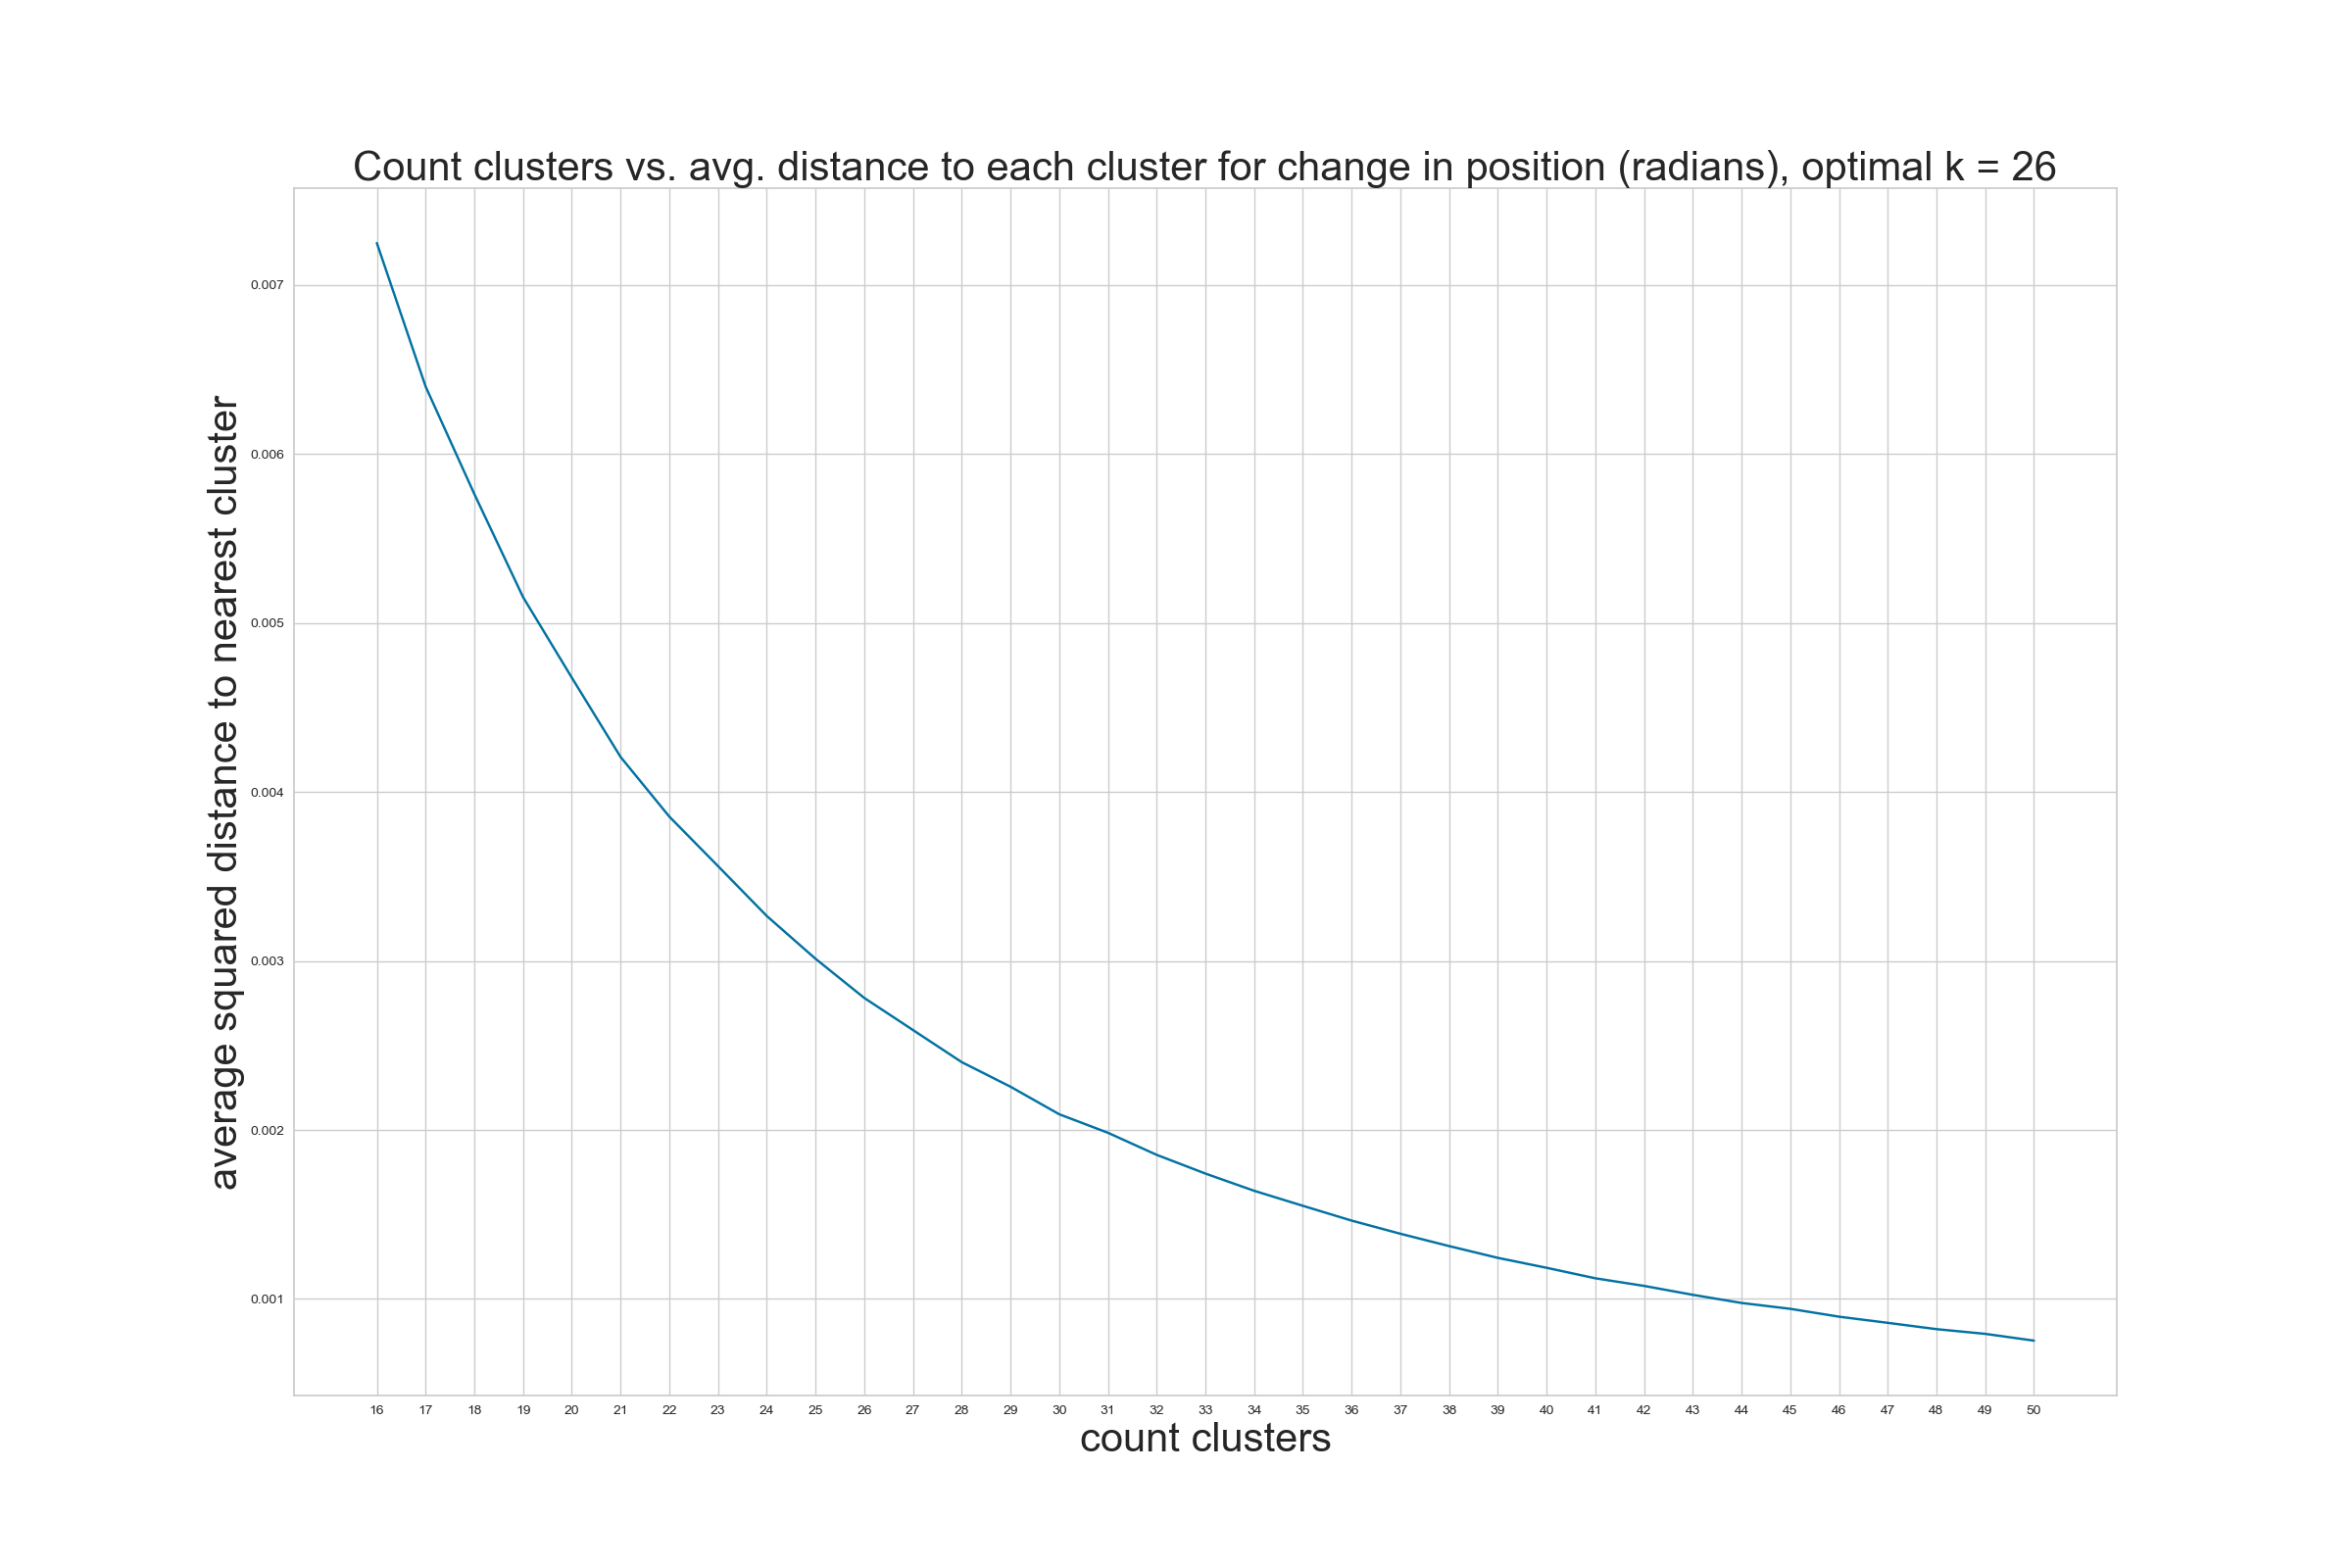 Count clusters vs. avg. distance to each cluster for change in position (radians), optimal k = 26
average squared distance to nearest cluster
0.007
0.006
0.005
0.004
0.003
0.002
0.001
16 17 18 19 20 21 22 23 24 25 26 27 28 29 30 31 32 33 34 35 36 37 38 39 40 41 42 43 44 45 46 47 48 49 50
count clusters